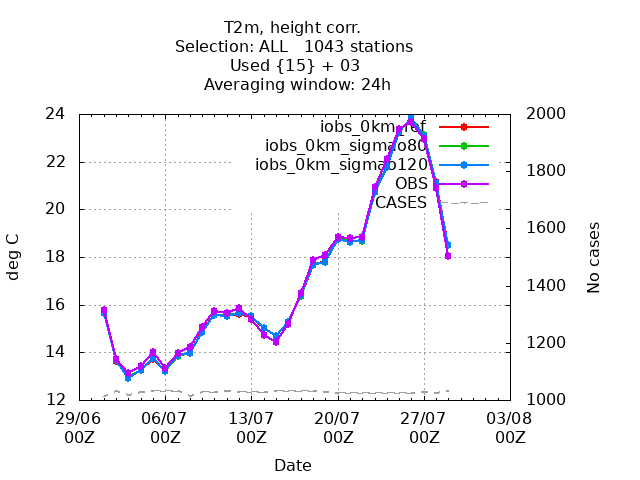 T2m, height corr.
Selection: ALL   1043 stations
Used {15} + 03
Averaging window: 24h
24
22
20
18
16
14
12
2000
1800
1600
1400
1200
1000
iobs_0km_ref
iobs_0km_sigmao80
iobs_0km_sigmao120
OBS
CASES
deg C
No cases
29/06 06/07 13/07 20/07 27/07 03/08
00Z 00Z 00Z 00Z 00Z 00Z
Date